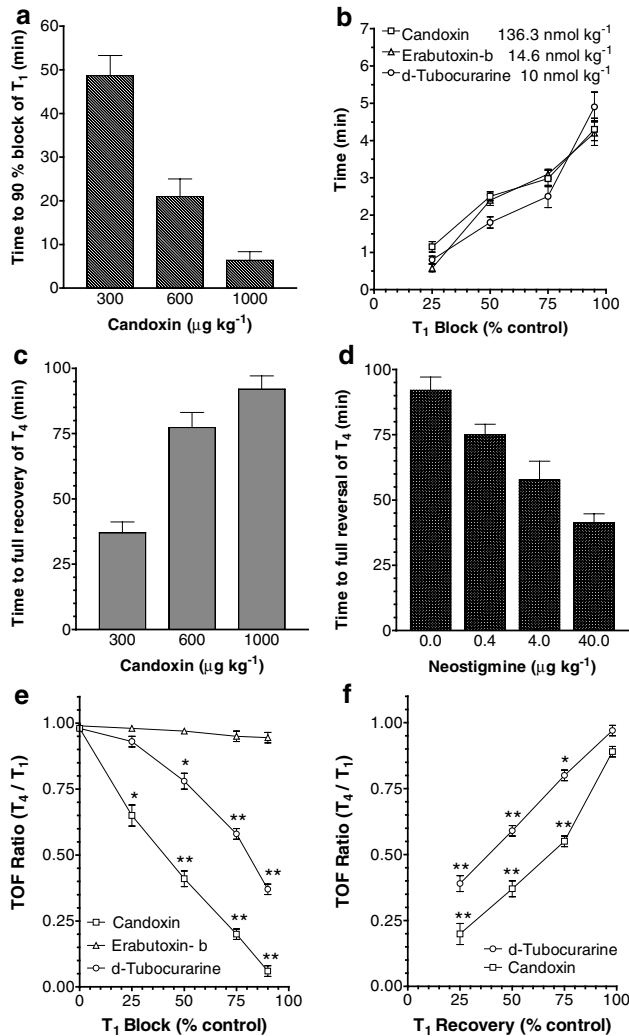 a
Time to 90 % block of T1 (min)
60
50
40
30
20
10
0
300 600 1000
Candoxin (μg kg-1)
b
Time (min)
7
6
5
4
3
2
1
0
0 25 50 75 100
T1 Block (% control)
Candoxin 136.3 nmol kg-1
Erabutoxin-b 14.6 nmol kg-1
d-Tubocurarine 10 nmol kg-1
c
Time to full recovery of T4 (min)
100
75
50
25
0
300 600 1000
Candoxin (μg kg-1)
d
Time to full reversal of T4 (min)
100
75
50
25
0
0.0 0.4 4.0 40.0
Neostigmine (μg kg-1)
e
TOF Ratio (T4 / T1)
1.00
0.75
0.50
0.25
0.00
0 25 50 75 100
T1 Block (% control)
* ** ** **
* ** **
Candoxin
Erabutoxin- b
d-Tubocurarine
f
TOF Ratio (T4 / T1)
1.00
0.75
0.50
0.25
0.00
0 25 50 75 100
T1 Recovery (% control)
** ** *
** ** **
d-Tubocurarine
Candoxin